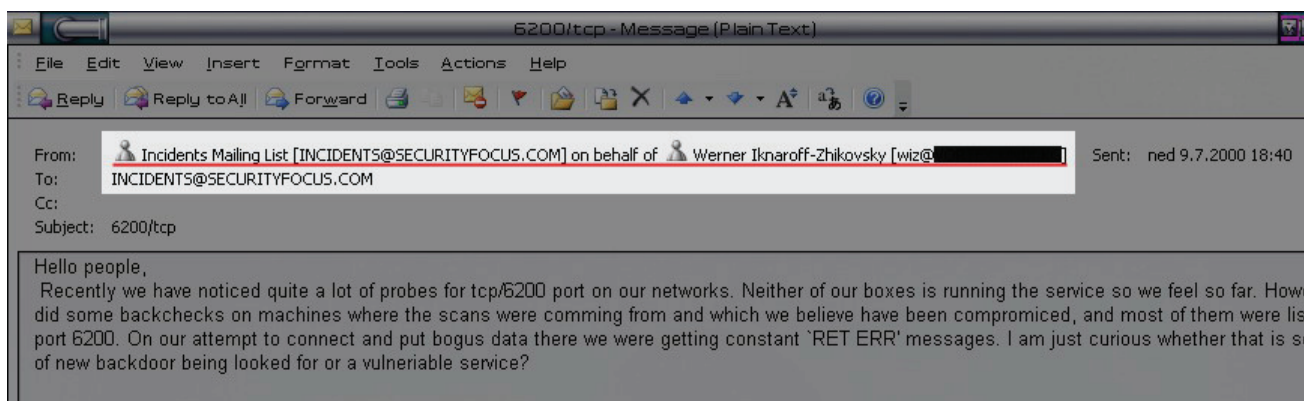 6200/tcp - Message (Plain Text)
File Edit View Insert Format Tools Actions Help
Reply Reply to All Forward
From: Incidents Mailing List [INCIDENTS@SECURITYFOCUS.COM] on behalf of Werner Iknaroff-Zhikovsky [wiz@ ] Sent: ned 9.7.2000 18:40
To: INCIDENTS@SECURITYFOCUS.COM
Cc:
Subject: 6200/tcp
Hello people,
Recently we have noticed quite a lot of probes for tcp/6200 port on our networks. Neither of our boxes is running the service so we feel so far. Howe
did some backchecks on machines where the scans were comming from and which we believe have been compromiced, and most of them were lis
port 6200. On our attempt to connect and put bogus data there we were getting constant `RET ERR' messages. I am just curious whether that is s
of new backdoor being looked for or a vulneriable service?